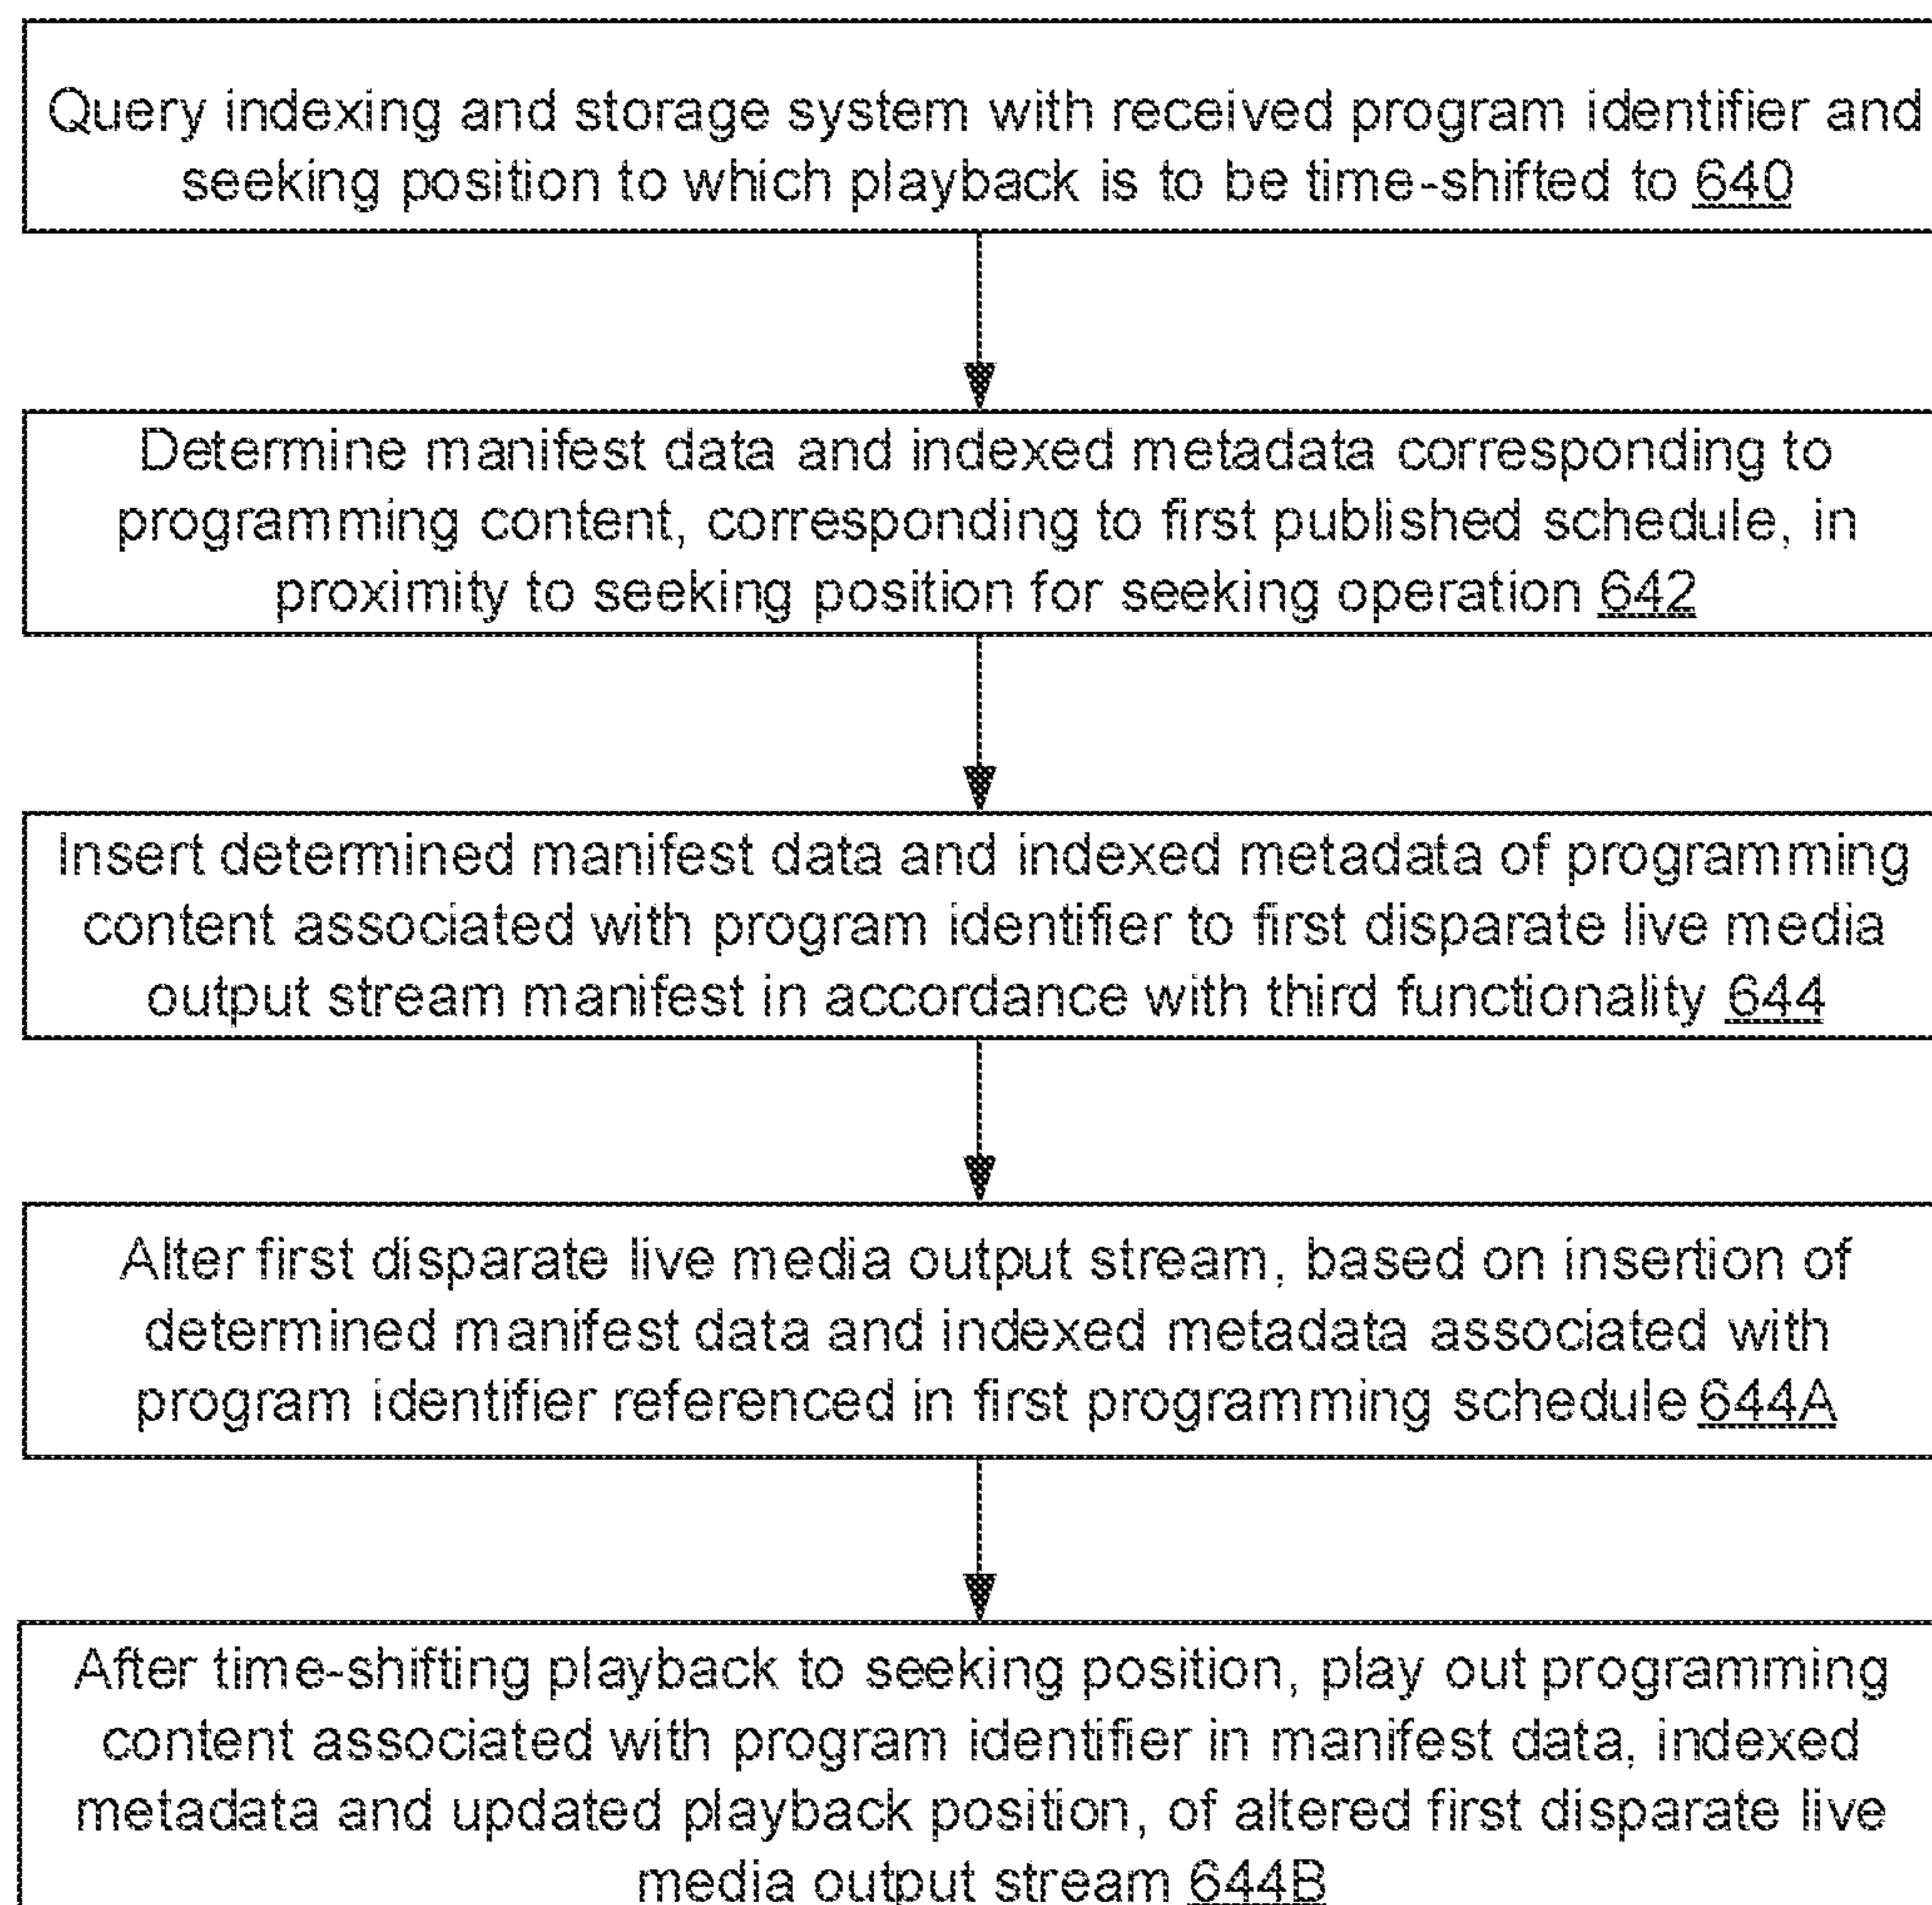 Query indexing and storage system with received program identifier and
seeking position to which playback is to be time-shifted to 640
Determine manifest data and indexed metadata corresponding to
programming content, corresponding to first published schedule, in
proximity to seeking position for seeking operation 642
Insert determined manifest data and indexed metadata of programming
content associated with program identifier to first disparate live media
output stream manifest in accordance with third functionality 644
Alter first disparate live media output stream, based on insertion of
determined manifest data and indexed metadata associated with
program identifier referenced in first programming schedule 644A
After time-shifting playback to seeking position, play out programming
content associated with program identifier in manifest data, indexed
metadata and updated playback position, of altered first disparate live
media output stream 644B